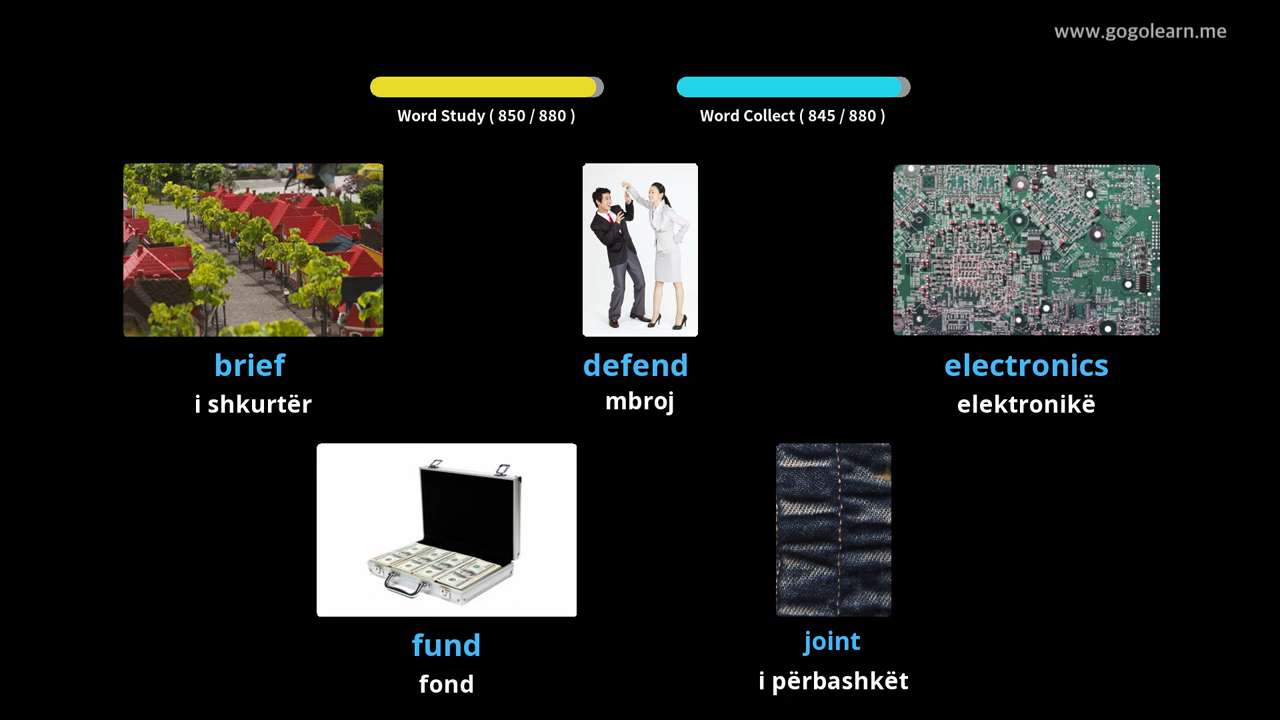 www.gogolearn.me
Word Study ( 850 / 880 )
Word Collect ( 845 / 880 )
brief
i shkurtër
defend
mbroj
electronics
elektronikë
fund
fond
joint
i përbashkët